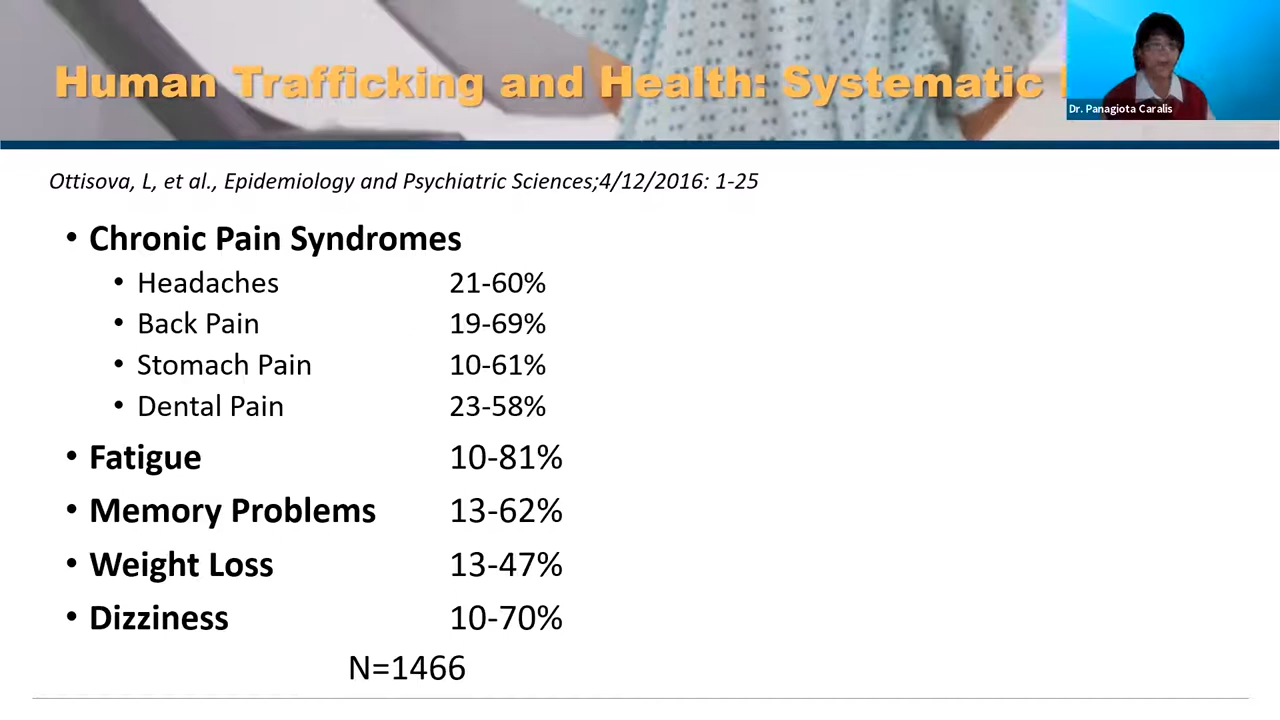 Human Trafficking and Health: Systematic
Dr. Panagiota Caralis
Ottisova, L, et al., Epidemiology and Psychiatric Sciences;4/12/2016: 1-25
• Chronic Pain Syndromes
• Headaches 21-60%
• Back Pain 19-69%
• Stomach Pain 10-61%
• Dental Pain 23-58%
• Fatigue 10-81%
• Memory Problems 13-62%
• Weight Loss 13-47%
• Dizziness 10-70%
N=1466